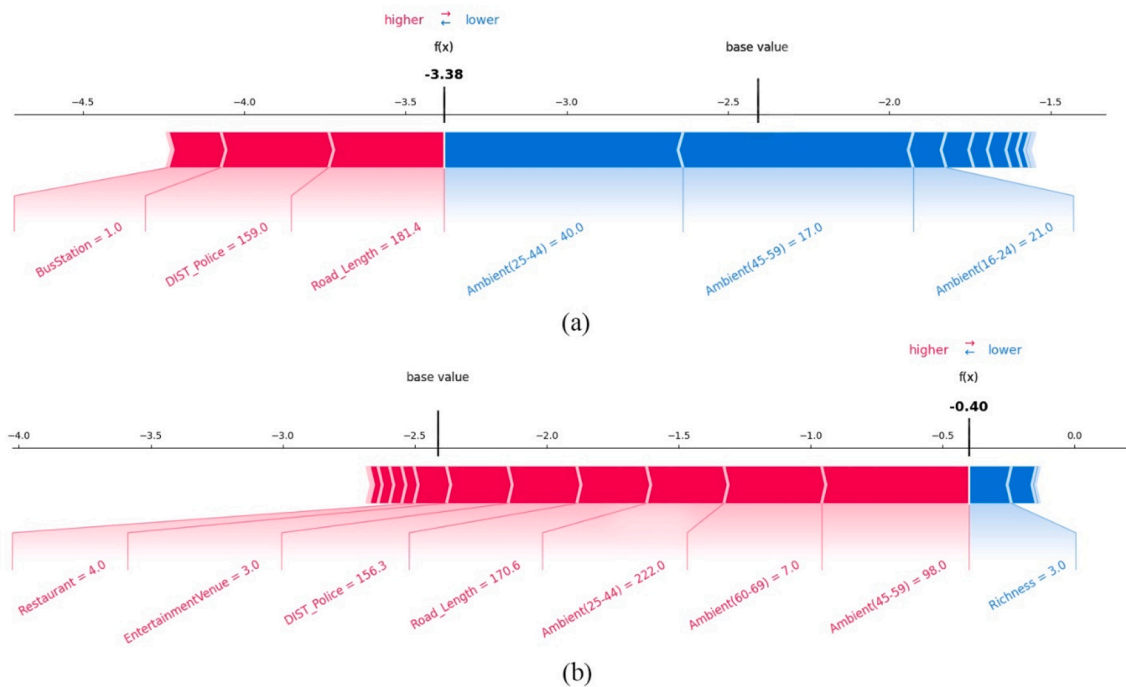 higher ⇄ lower
f(x)
base value
-3.38
−4.5 −4.0 −3.5 −3.0 −2.5 −2.0 −1.5
BusStation = 1.0
DIST_Police = 159.0
Road_Length = 181.4
Ambient(25-44) = 40.0
Ambient(45-59) = 17.0
Ambient(16-24) = 21.0
(a)
higher ⇄ lower
base value
f(x)
-0.40
−4.0 −3.5 −3.0 −2.5 −2.0 −1.5 −1.0 −0.5 0.0
Restaurant = 4.0
EntertainmentVenue = 3.0
DIST_Police = 156.3
Road_Length = 170.6
Ambient(25-44) = 222.0
Ambient(60-69) = 7.0
Ambient(45-59) = 98.0
Richness = 3.0
(b)